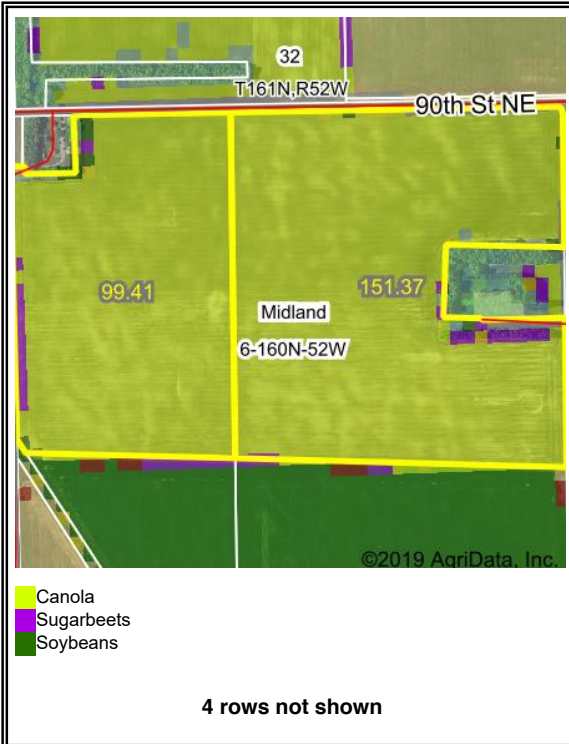 32
T161N,R52W
90th St NE
99.41
151.37
Midland
6-160N-52W
©2019 AgriData, Inc.
Canola
Sugarbeets
Soybeans
4 rows not shown